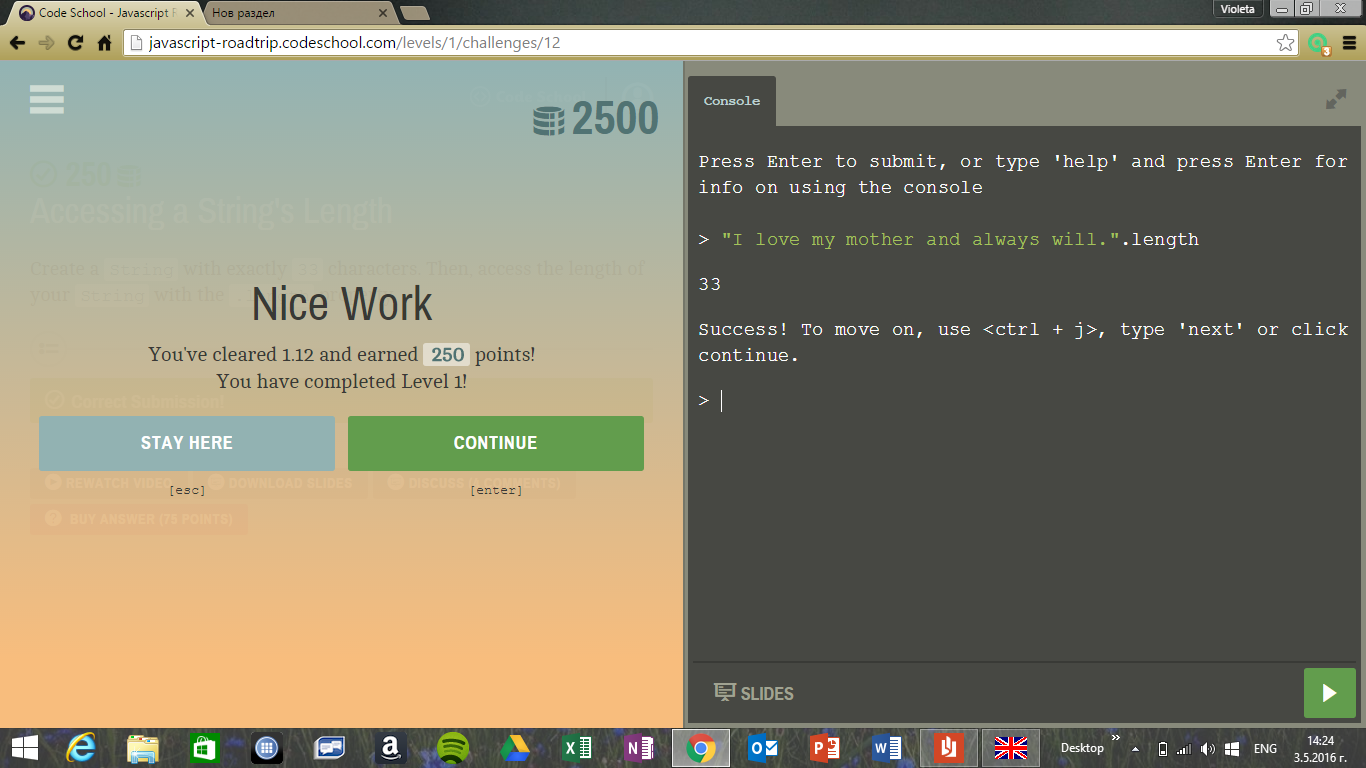 Code School - Javascript R
Нов раздел
Violeta
javascript-roadtrip.codeschool.com/levels/1/challenges/12
3
2500
250
Accessing a String's Length
Create a String with exactly 33 characters. Then, access the length of
your String with the
Nice Work
You've cleared 1.12 and earned 250 points!
You have completed Level 1!
Correct Submission!
STAY HERE
CONTINUE
REWATCH VIDEO
DOWNLOAD SLIDES
DISCUSS COMMENTS)
[esc]
[enter]
BUY ANSWER (75 POINTS)
Console
Press Enter to submit, or type 'help' and press Enter for
info on using the console
> "I love my mother and always will.".length
33
Success! To move on, use <ctrl + j>, type 'next' or click
continue.
>
SLIDES
Desktop
ENG
14:24
3.5.2016 г.